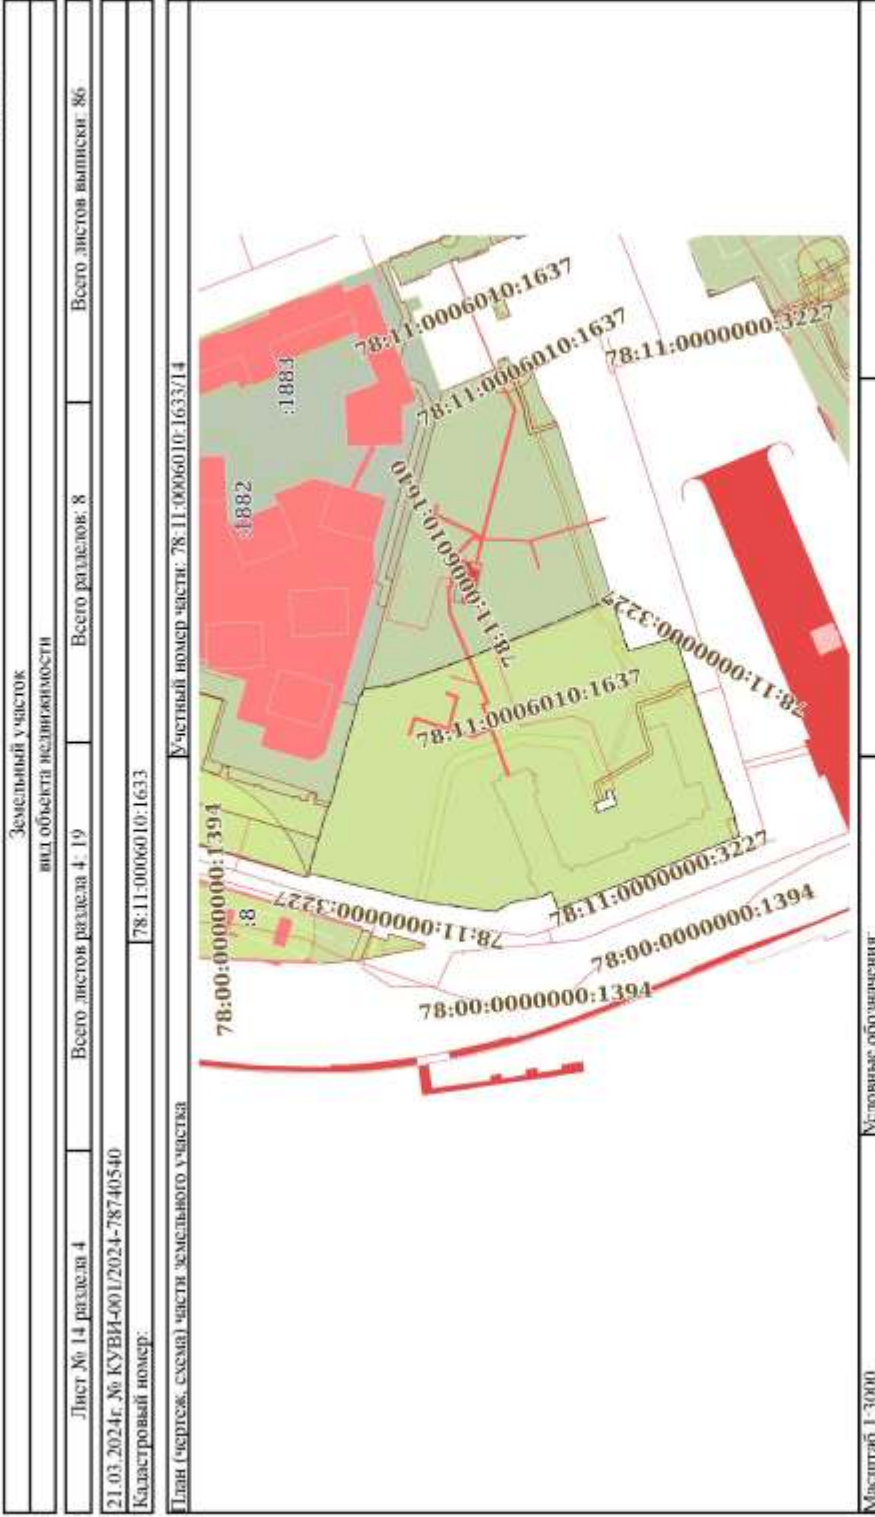 Земельный участок
вид объекта недвижимости
Лист № 14 раздела 4
Всего листов раздела 4: 19
Всего разделов: 8
Всего листов выписки: 86
21.03.2024г. № КУВИ-001/2024-78740540
Кадастровый номер:
78:11:0006010:1633
План (чертеж, схема) части земельного участка
Учетный номер части: 78:11:0006010:1633/14
:1883
:1882
:8
78:11:0006010:1637
78:11:0006010:1637
78:11:0000000:3227
78:11:0006010:1640
78:11:0000000:3227
78:11:0006010:1637
78:00:0000000:1394
78:11:0000000:3227
78:11:0000000:3227
78:00:0000000:1394
78:00:0000000:1394
Масштаб 1:3000
Условные обозначения: